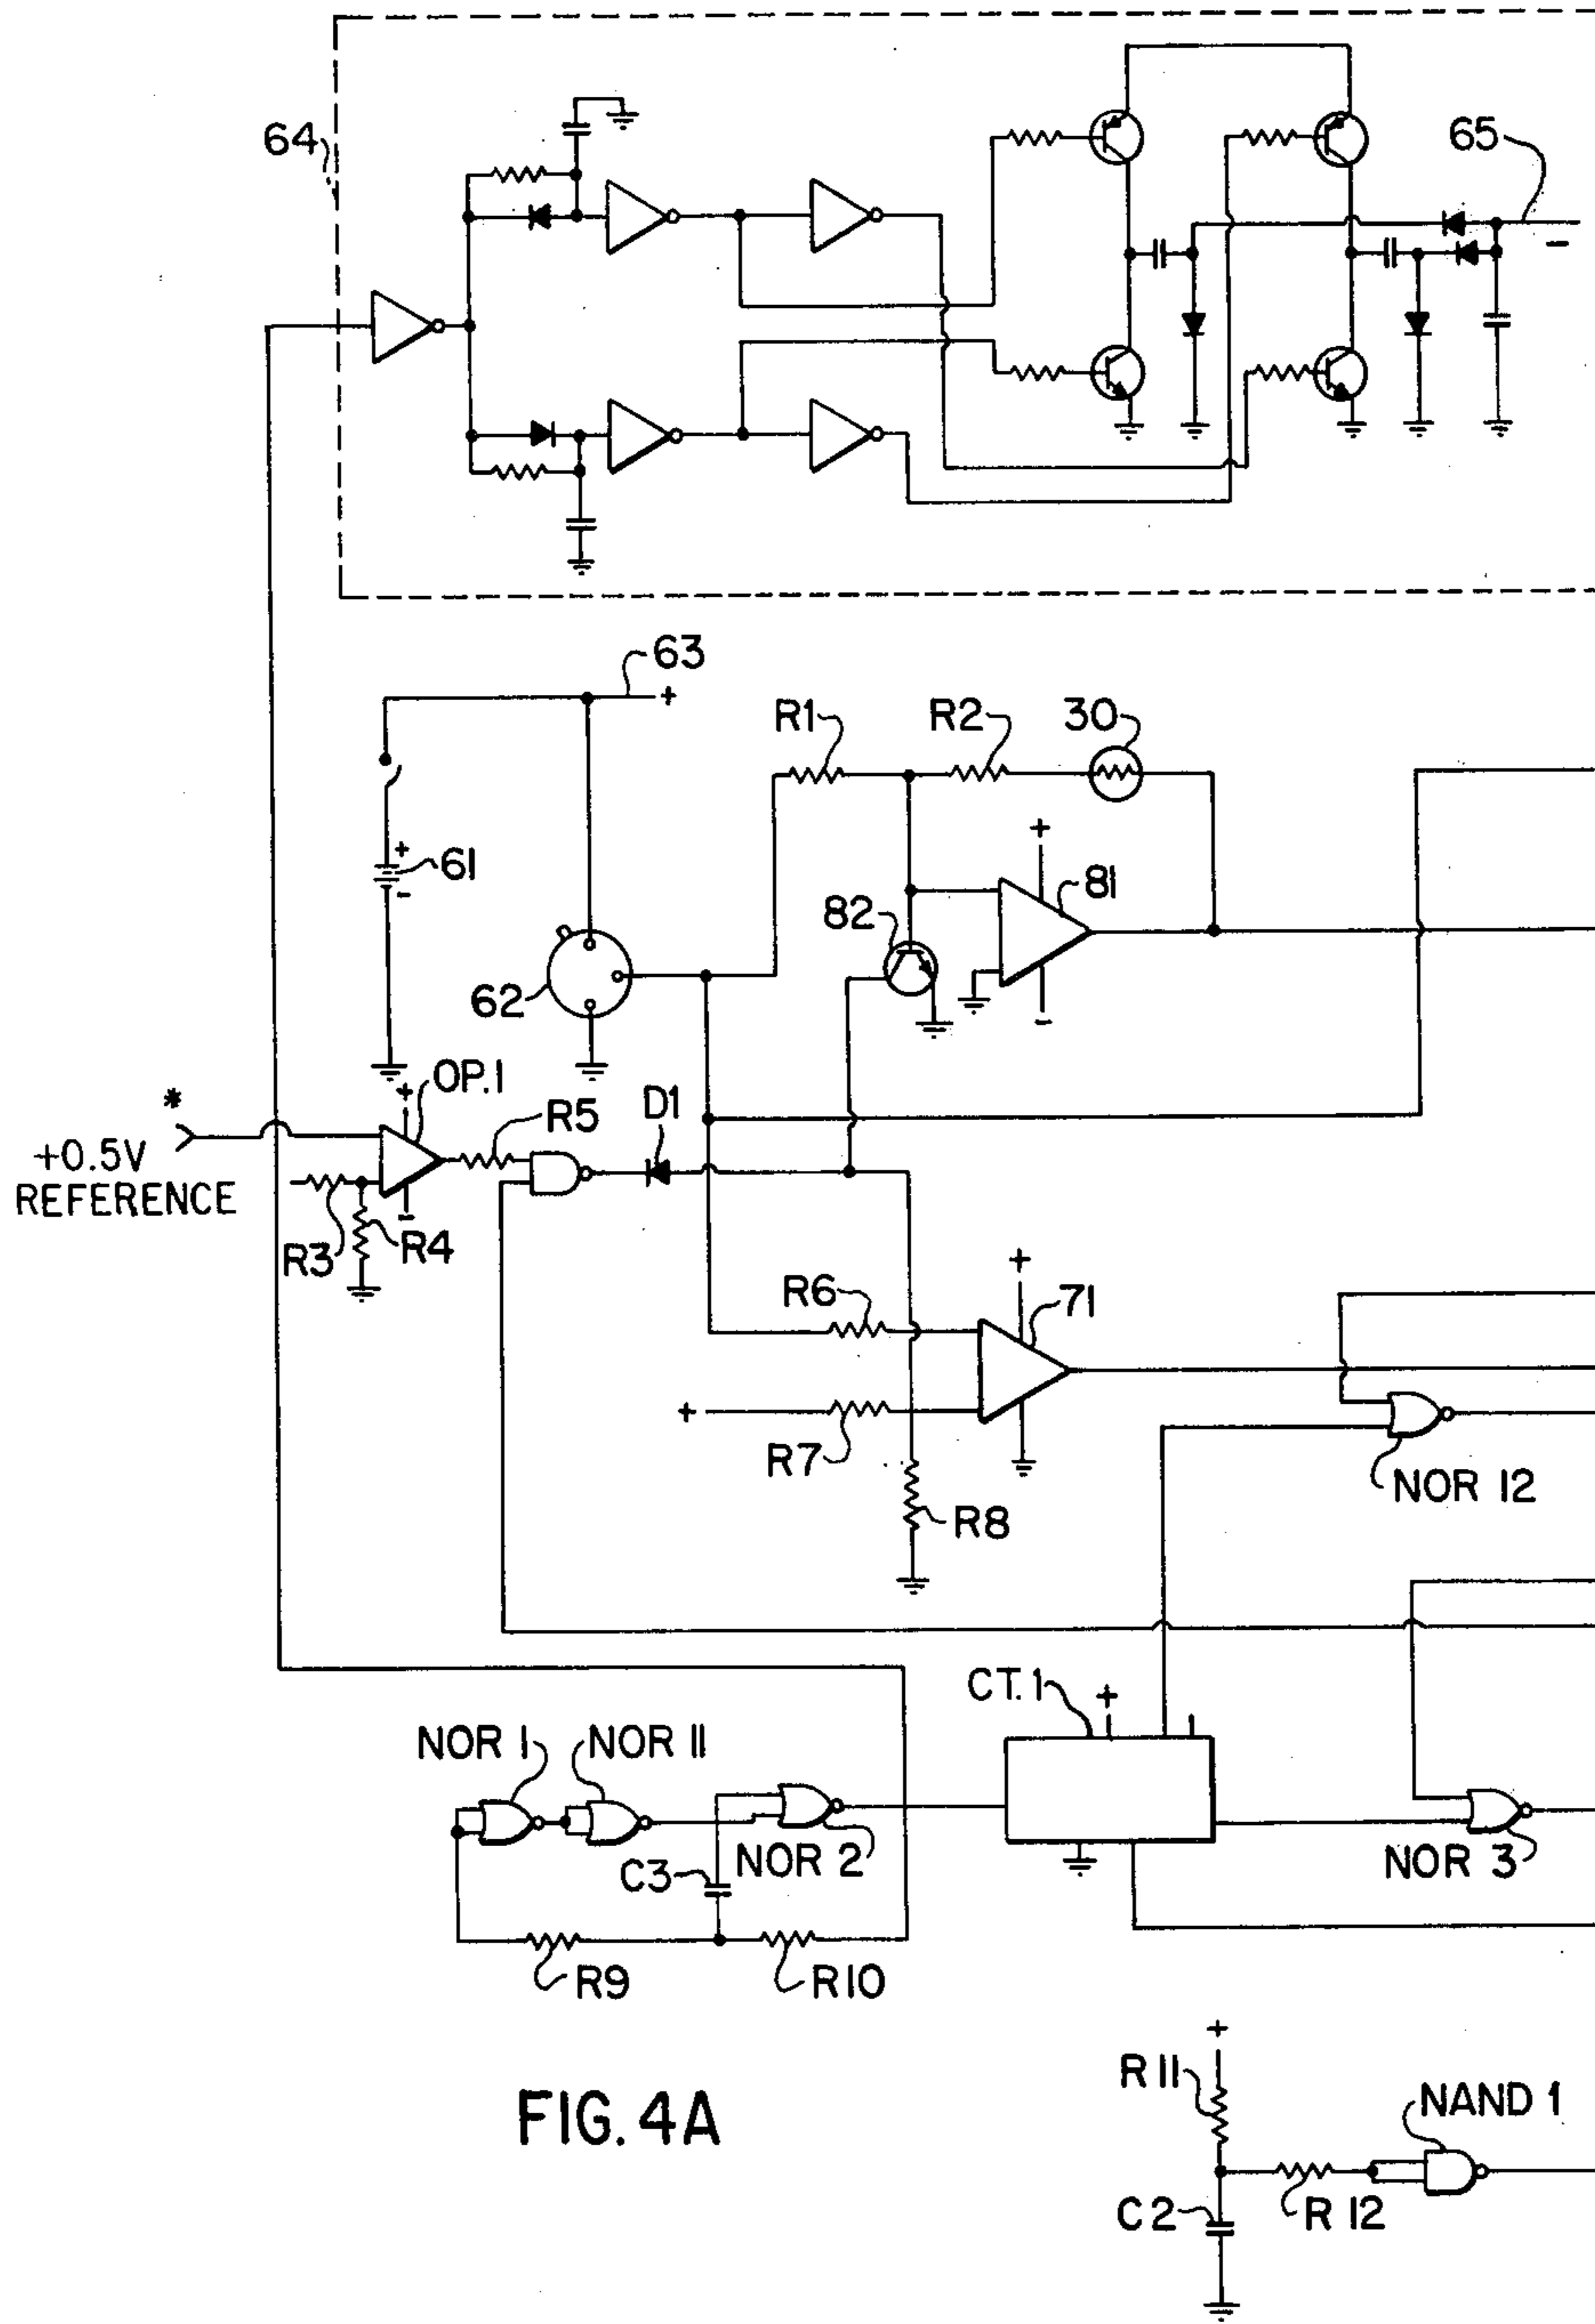 64
65
-
63
+
R1
R2
30
+
61
-
+
81
82
-
62
*
+
OP.1
R5
D1
+0.5V
REFERENCE
-
R3
R4
+
R6
71
+
R7
NOR 12
R8
CT.1
+
NOR 1
NOR 11
C3
NOR 2
NOR 3
R9
R10
+
R 11
NAND 1
FIG. 4A
C2
R 12